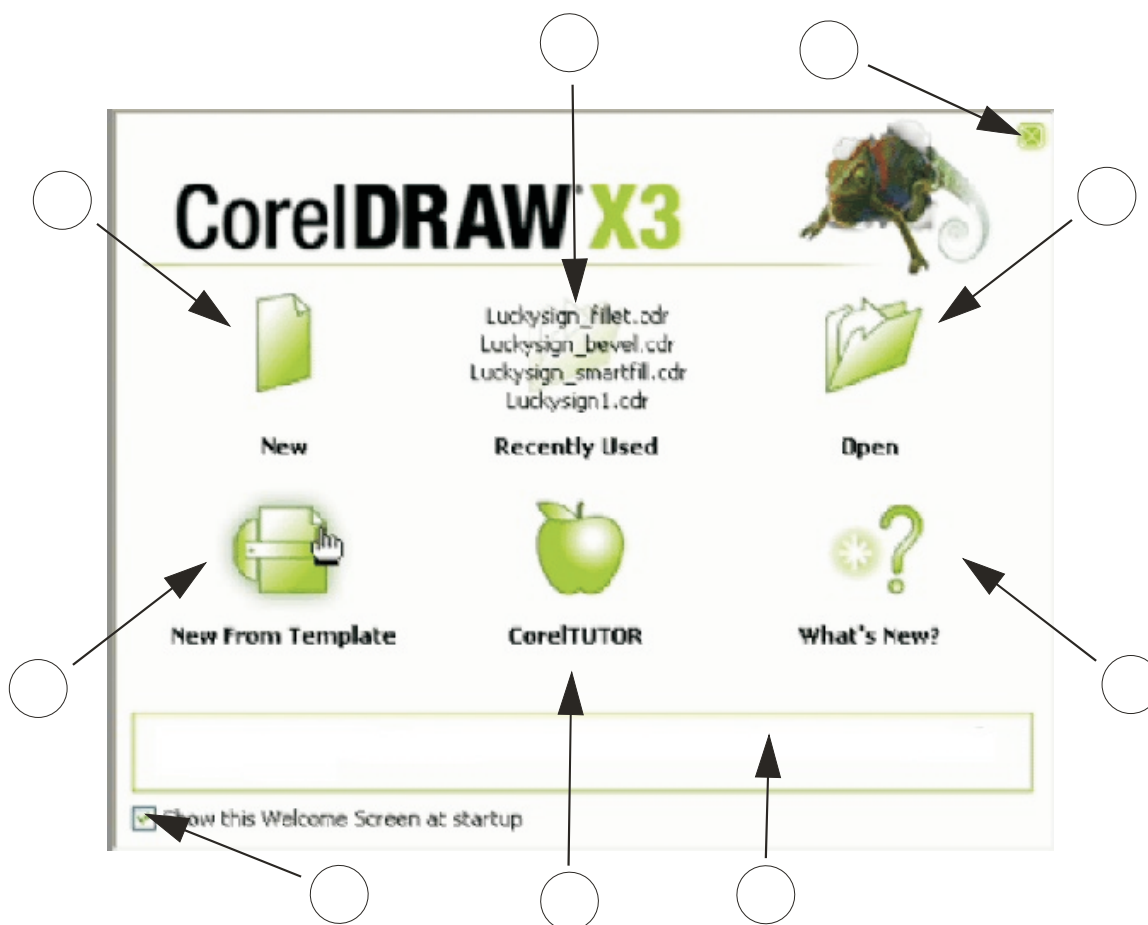 CorelDRAW X3
Luckysign_fillet.cdr
Luckysign_bevel.cdr
Luckysign_smartfill.cdr
Luckysign1.cdr
New
Recently Used
Open
New From Template
CorelTUTOR
What's New?
Show this Welcome Screen at startup